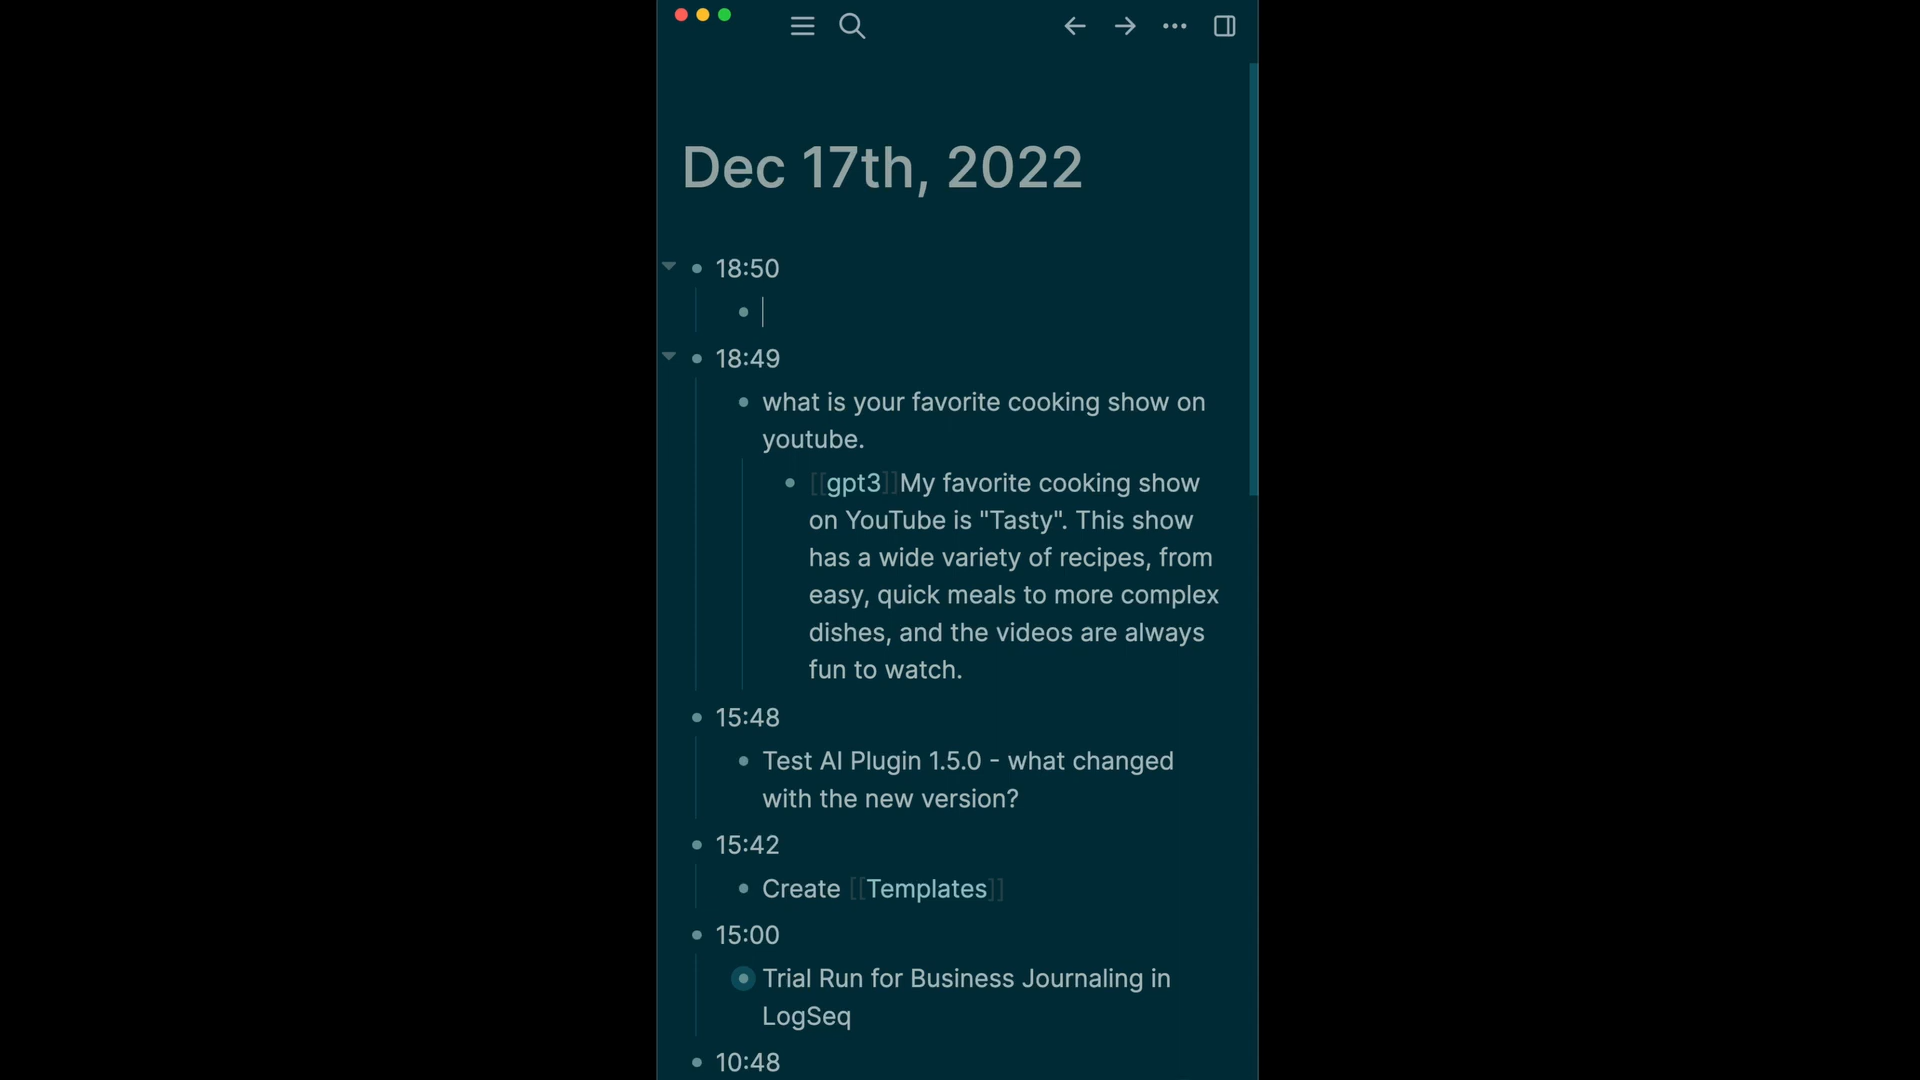 Dec 17th, 2022
18:50
18:49
what is your favorite cooking show on
youtube.
[[gpt3]]My favorite cooking show
on YouTube is "Tasty". This show
has a wide variety of recipes, from
easy, quick meals to more complex
dishes, and the videos are always
fun to watch.
15:48
Test AI Plugin 1.5.0 - what changed
with the new version?
15:42
Create [[Templates]]
15:00
Trial Run for Business Journaling in
LogSeq
10:48